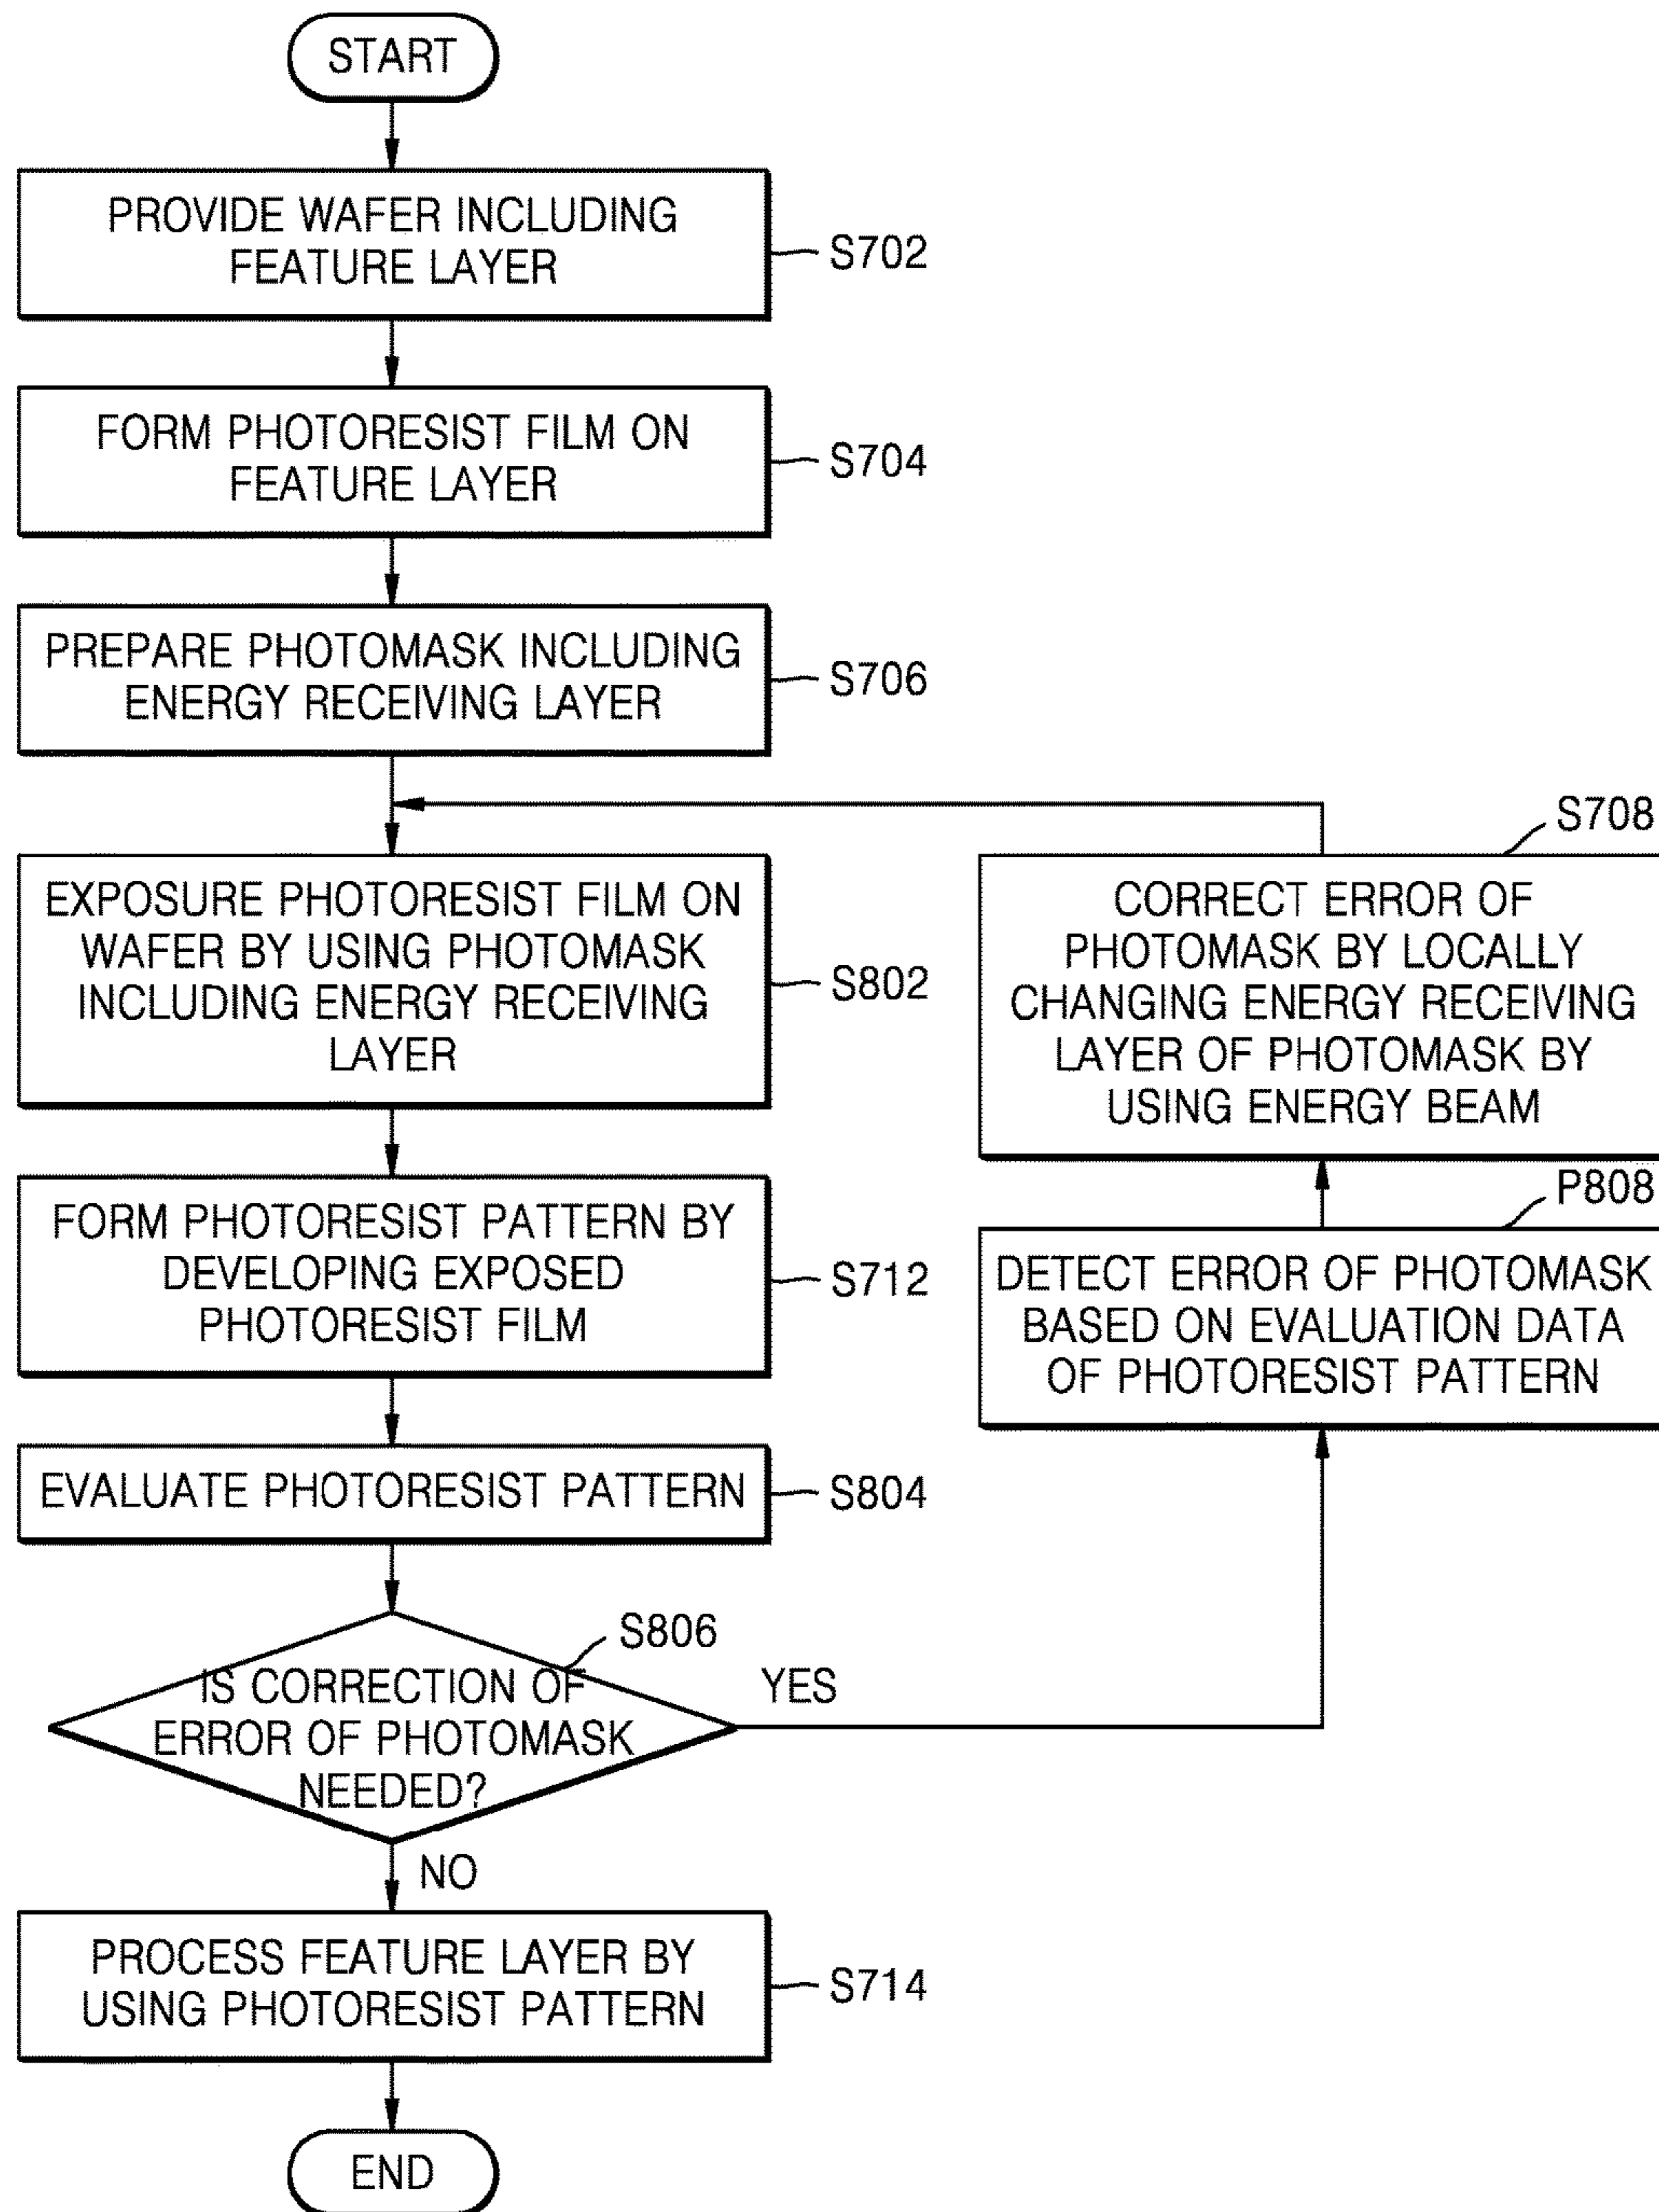 START
PROVIDE WAFER INCLUDING
FEATURE LAYER
S702
FORM PHOTORESIST FILM ON
FEATURE LAYER
S704
PREPARE PHOTOMASK INCLUDING
ENERGY RECEIVING LAYER
S706
EXPOSURE PHOTORESIST FILM ON
WAFER BY USING PHOTOMASK
INCLUDING ENERGY RECEIVING
LAYER
S802
FORM PHOTORESIST PATTERN BY
DEVELOPING EXPOSED
PHOTORESIST FILM
S712
EVALUATE PHOTORESIST PATTERN
S804
S806
IS CORRECTION OF
ERROR OF PHOTOMASK
NEEDED?
YES
NO
P808
DETECT ERROR OF PHOTOMASK
BASED ON EVALUATION DATA
OF PHOTORESIST PATTERN
S708
CORRECT ERROR OF
PHOTOMASK BY LOCALLY
CHANGING ENERGY RECEIVING
LAYER OF PHOTOMASK BY
USING ENERGY BEAM
PROCESS FEATURE LAYER BY
USING PHOTORESIST PATTERN
S714
END